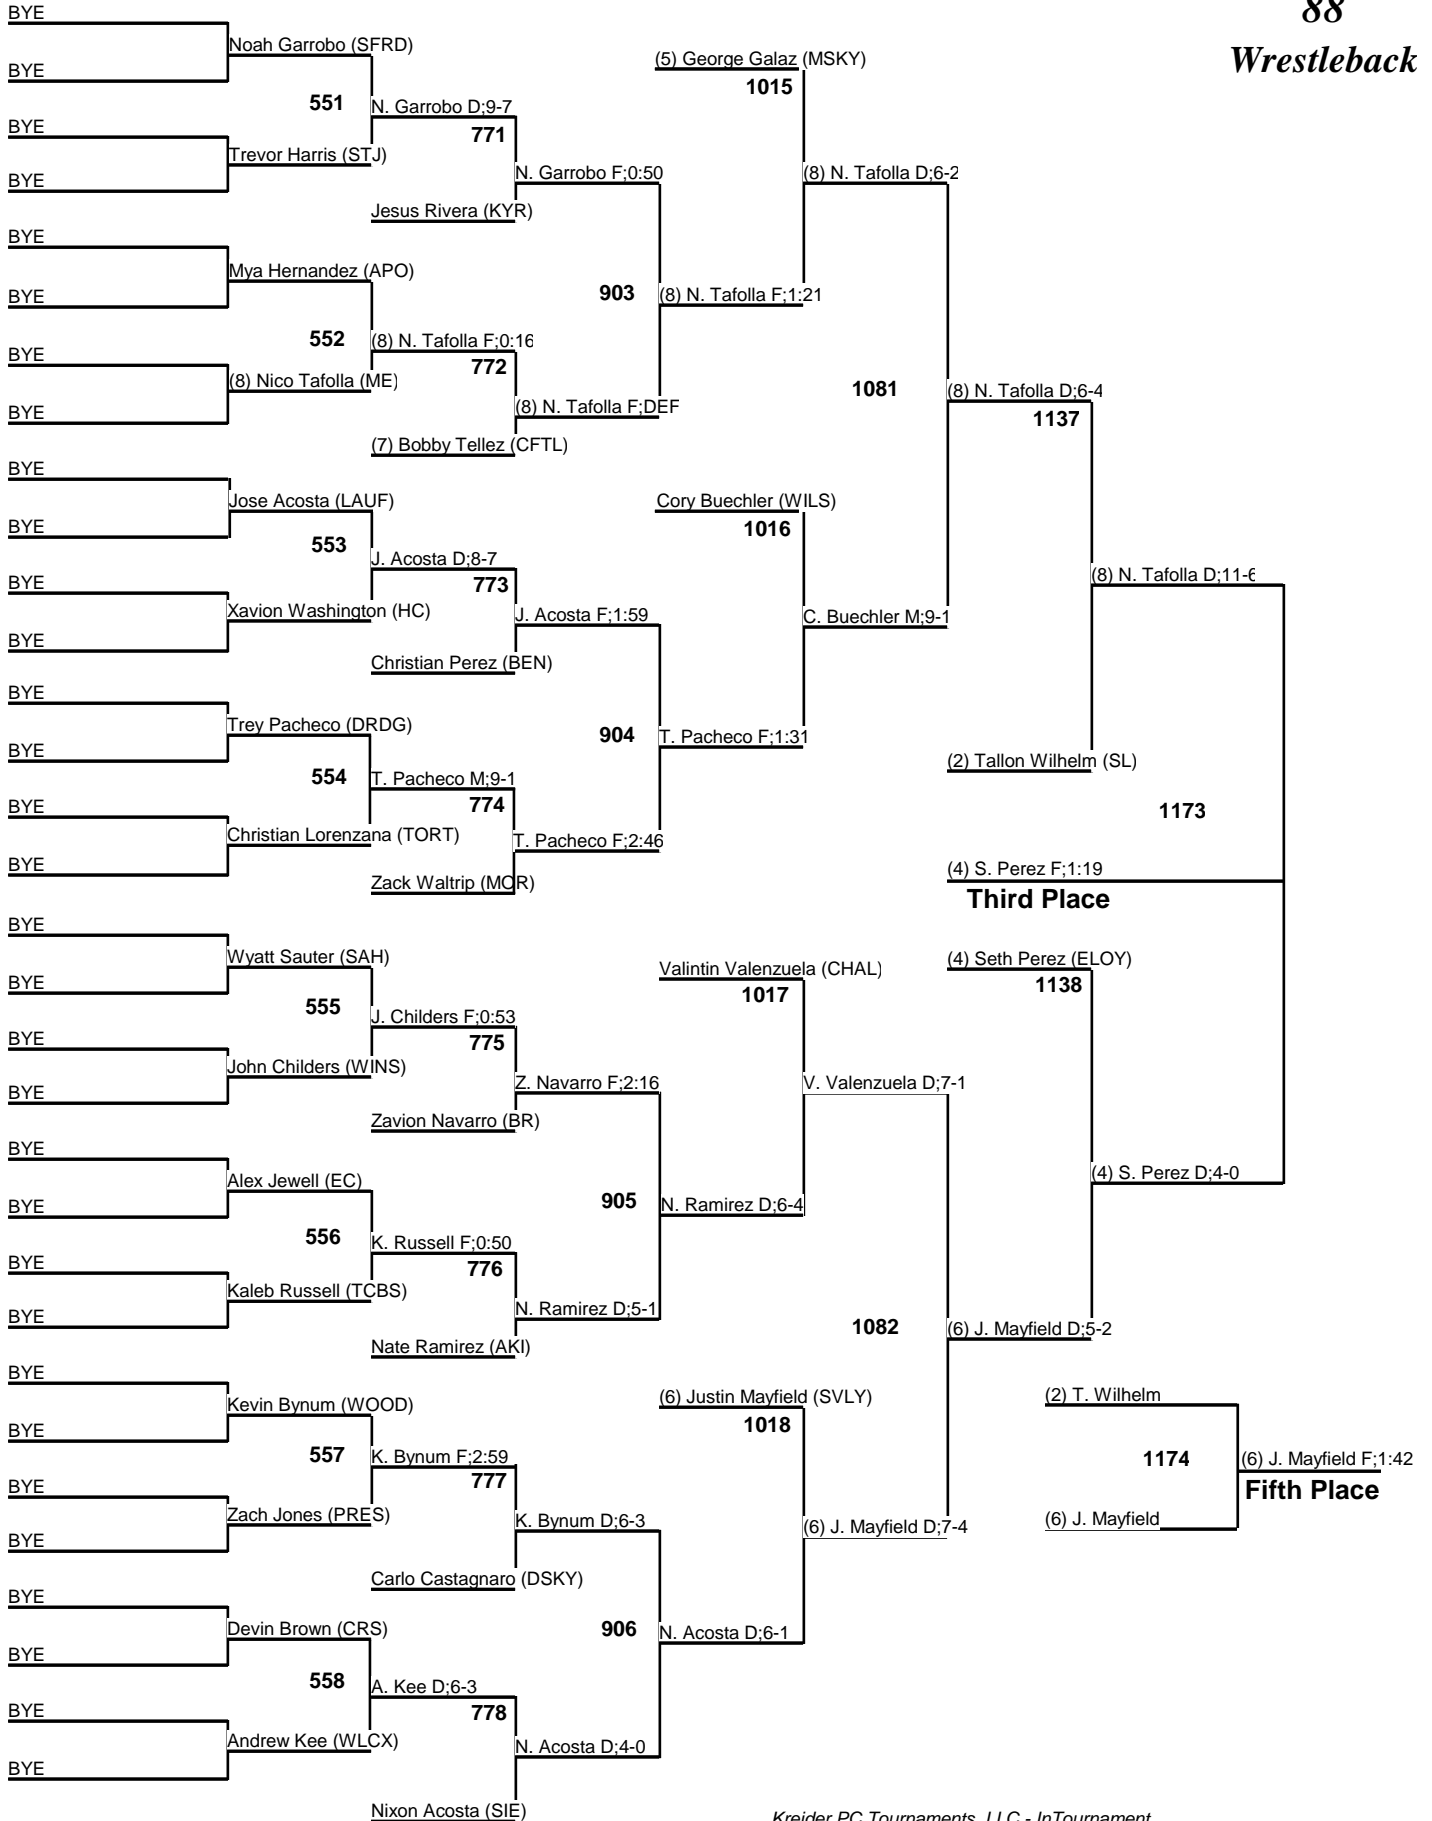 88
Wrestleback
BYE
Noah Garrobo (SFRD)
(5) George Galaz (MSKY)
BYE
1015
551
N. Garrobo D;9-7
BYE
771
Trevor Harris (STJ)
N. Garrobo F;0:50
(8) N. Tafolla D;6-2
BYE
Jesus Rivera (KYR)
BYE
Mya Hernandez (APO)
903
(8) N. Tafolla F;1:21
BYE
552
(8) N. Tafolla F;0:16
BYE
772
(8) Nico Tafolla (ME)
1081
(8) N. Tafolla D;6-4
BYE
(8) N. Tafolla F;DEF
1137
(7) Bobby Tellez (CFTL)
BYE
Jose Acosta (LAUF)
Cory Buechler (WILS)
BYE
1016
553
J. Acosta D;8-7
BYE
773
(8) N. Tafolla D;11-6
Xavion Washington (HC)
J. Acosta F;1:59
C. Buechler M;9-1
BYE
Christian Perez (BEN)
BYE
Trey Pacheco (DRDG)
904
T. Pacheco F;1:31
BYE
(2) Tallon Wilhelm (SL)
554
T. Pacheco M;9-1
BYE
774
1173
Christian Lorenzana (TORT)
T. Pacheco F;2:46
BYE
(4) S. Perez F;1:19
Zack Waltrip (MOR)
Third Place
BYE
Wyatt Sauter (SAH)
Valintin Valenzuela (CHAL)
(4) Seth Perez (ELOY)
BYE
1017
1138
555
J. Childers F;0:53
BYE
775
John Childers (WINS)
Z. Navarro F;2:16
V. Valenzuela D;7-1
BYE
Zavion Navarro (BR)
BYE
Alex Jewell (EC)
(4) S. Perez D;4-0
BYE
905
N. Ramirez D;6-4
556
K. Russell F;0:50
BYE
776
Kaleb Russell (TCBS)
N. Ramirez D;5-1
BYE
1082
(6) J. Mayfield D;5-2
Nate Ramirez (AKI)
BYE
Kevin Bynum (WOOD)
(6) Justin Mayfield (SVLY)
(2) T. Wilhelm
BYE
1018
557
K. Bynum F;2:59
1174
(6) J. Mayfield F;1:42
BYE
777
Fifth Place
Zach Jones (PRES)
K. Bynum D;6-3
(6) J. Mayfield D;7-4
(6) J. Mayfield
BYE
Carlo Castagnaro (DSKY)
BYE
Devin Brown (CRS)
906
N. Acosta D;6-1
BYE
558
A. Kee D;6-3
BYE
778
Andrew Kee (WLCX)
N. Acosta D;4-0
BYE
Nixon Acosta (SIE)
Kreider PC Tournaments, LLC - InTournament